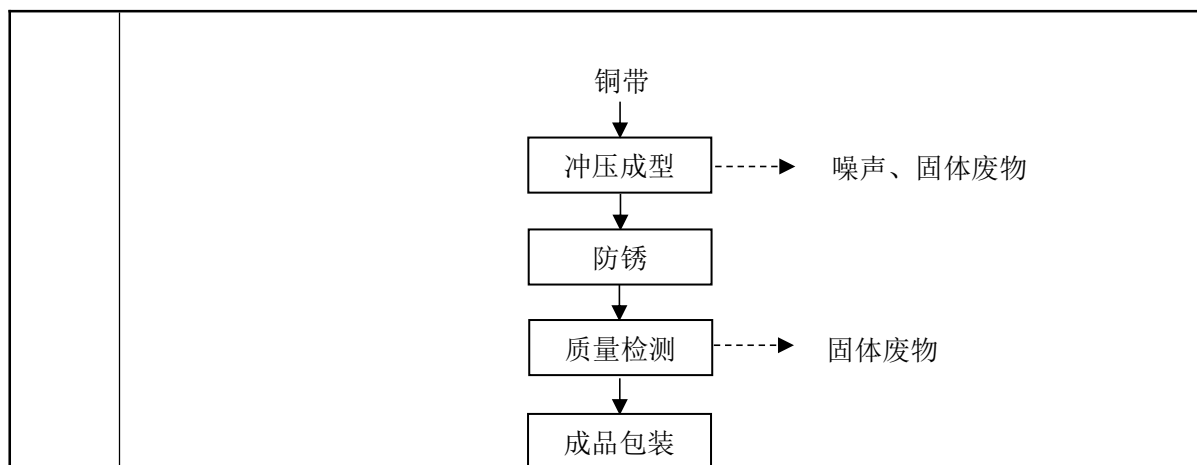 铜带
冲压成型
噪声、固体废物
防锈
质量检测
固体废物
成品包装